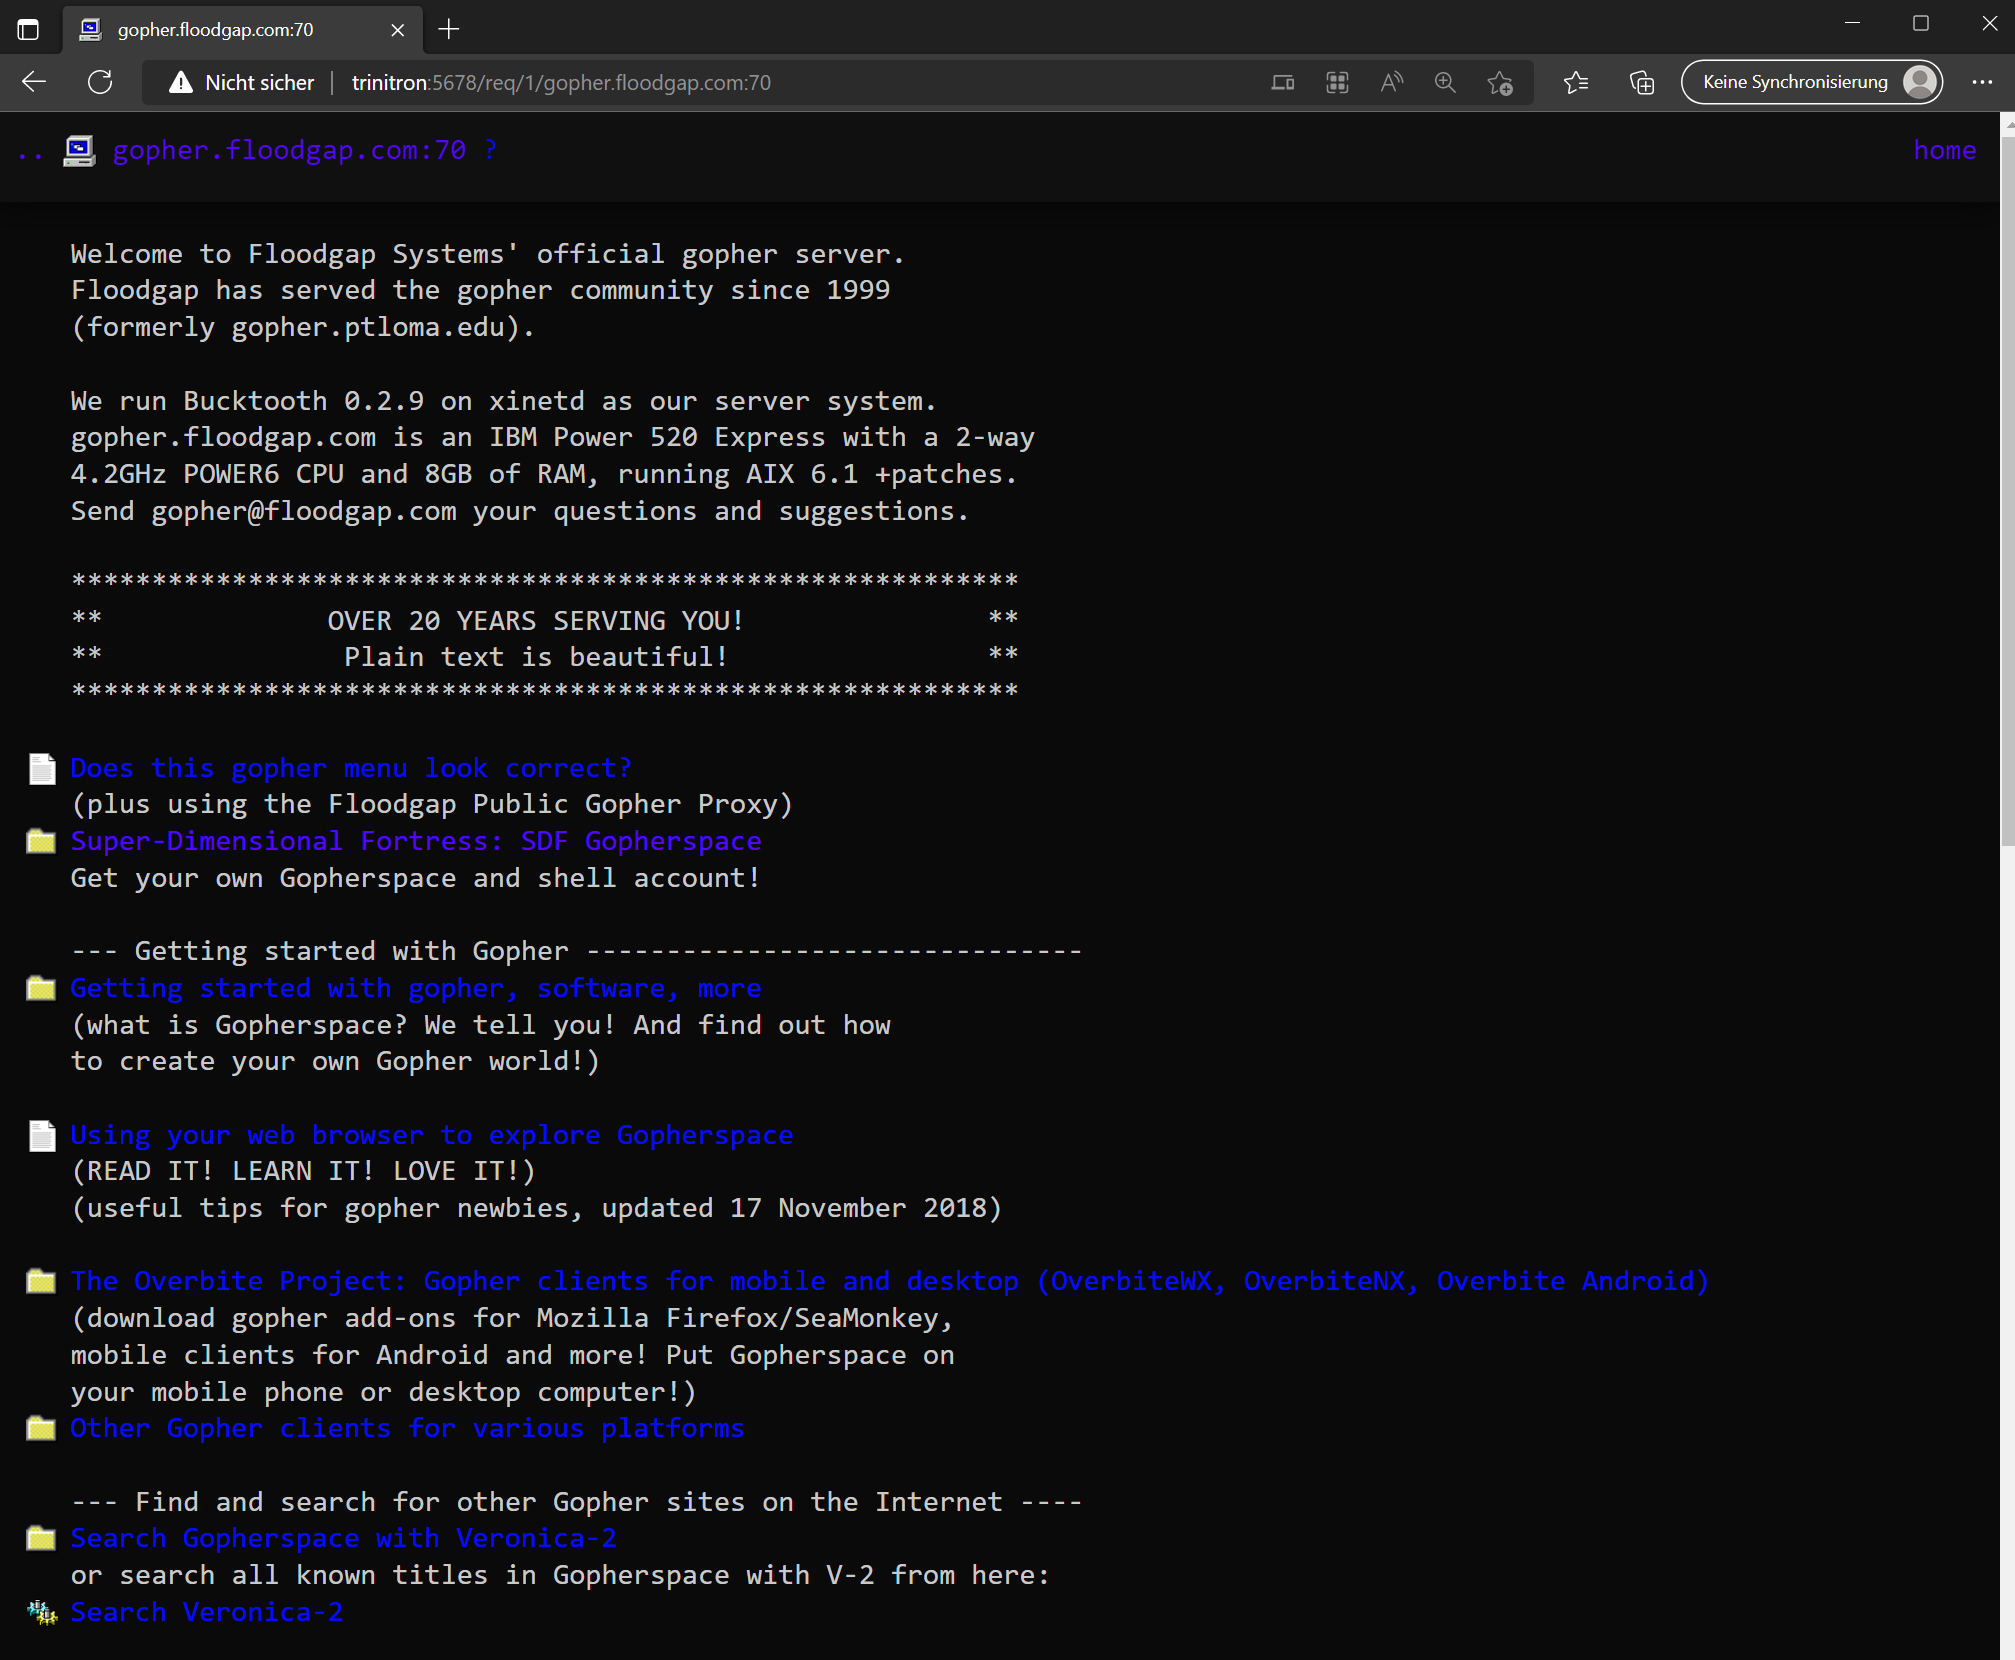 gopher.floodgap.com:70
Nicht sicher | trinitron:5678/req/1/gopher.floodgap.com:70
Keine Synchronisierung
.. gopher.floodgap.com:70 ? home
Welcome to Floodgap Systems' official gopher server.
Floodgap has served the gopher community since 1999
(formerly gopher.ptloma.edu).
We run Bucktooth 0.2.9 on xinetd as our server system.
gopher.floodgap.com is an IBM Power 520 Express with a 2-way
4.2GHz POWER6 CPU and 8GB of RAM, running AIX 6.1 +patches.
Send gopher@floodgap.com your questions and suggestions.
***********************************************************
** OVER 20 YEARS SERVING YOU! **
** Plain text is beautiful! **
***********************************************************
Does this gopher menu look correct?
(plus using the Floodgap Public Gopher Proxy)
Super-Dimensional Fortress: SDF Gopherspace
Get your own Gopherspace and shell account!
--- Getting started with Gopher -------------------------------
Getting started with gopher, software, more
(what is Gopherspace? We tell you! And find out how
to create your own Gopher world!)
Using your web browser to explore Gopherspace
(READ IT! LEARN IT! LOVE IT!)
(useful tips for gopher newbies, updated 17 November 2018)
The Overbite Project: Gopher clients for mobile and desktop (OverbiteWX, OverbiteNX, Overbite Android)
(download gopher add-ons for Mozilla Firefox/SeaMonkey,
mobile clients for Android and more! Put Gopherspace on
your mobile phone or desktop computer!)
Other Gopher clients for various platforms
--- Find and search for other Gopher sites on the Internet ----
Search Gopherspace with Veronica-2
or search all known titles in Gopherspace with V-2 from here:
Search Veronica-2